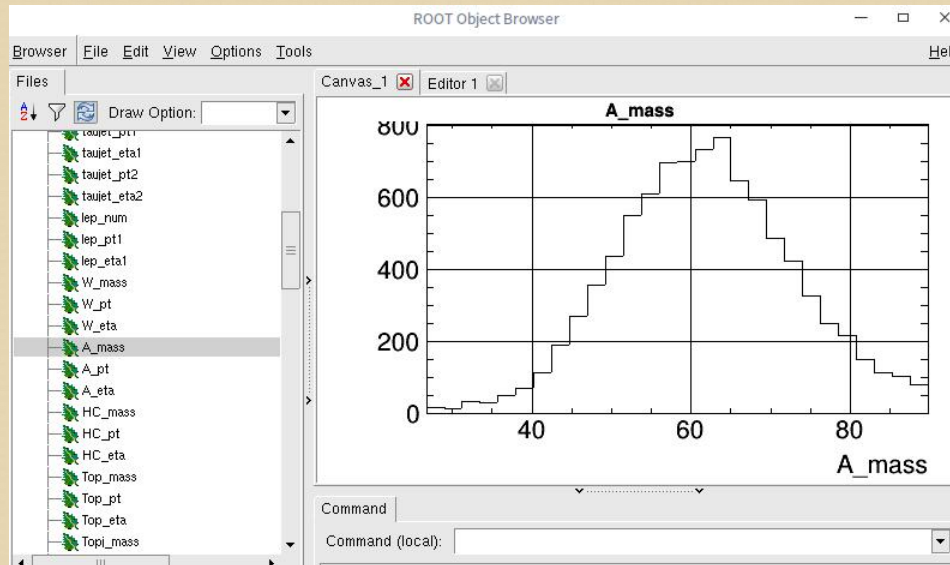 ROOT Object Browser
Browser File Edit View Options Tools
Files
Canvas_1 Editor 1
Draw Option:
taujet_pt1
taujet_eta1
taujet_pt2
taujet_eta2
lep_num
lep_pt1
lep_eta1
W_mass
W_pt
W_eta
A_mass
A_pt
A_eta
HC_mass
HC_pt
HC_eta
Top_mass
Top_pt
Top_eta
Topj_mass
A_mass
800
600
400
200
0
40 60 80
A_mass
Command
Command (local):